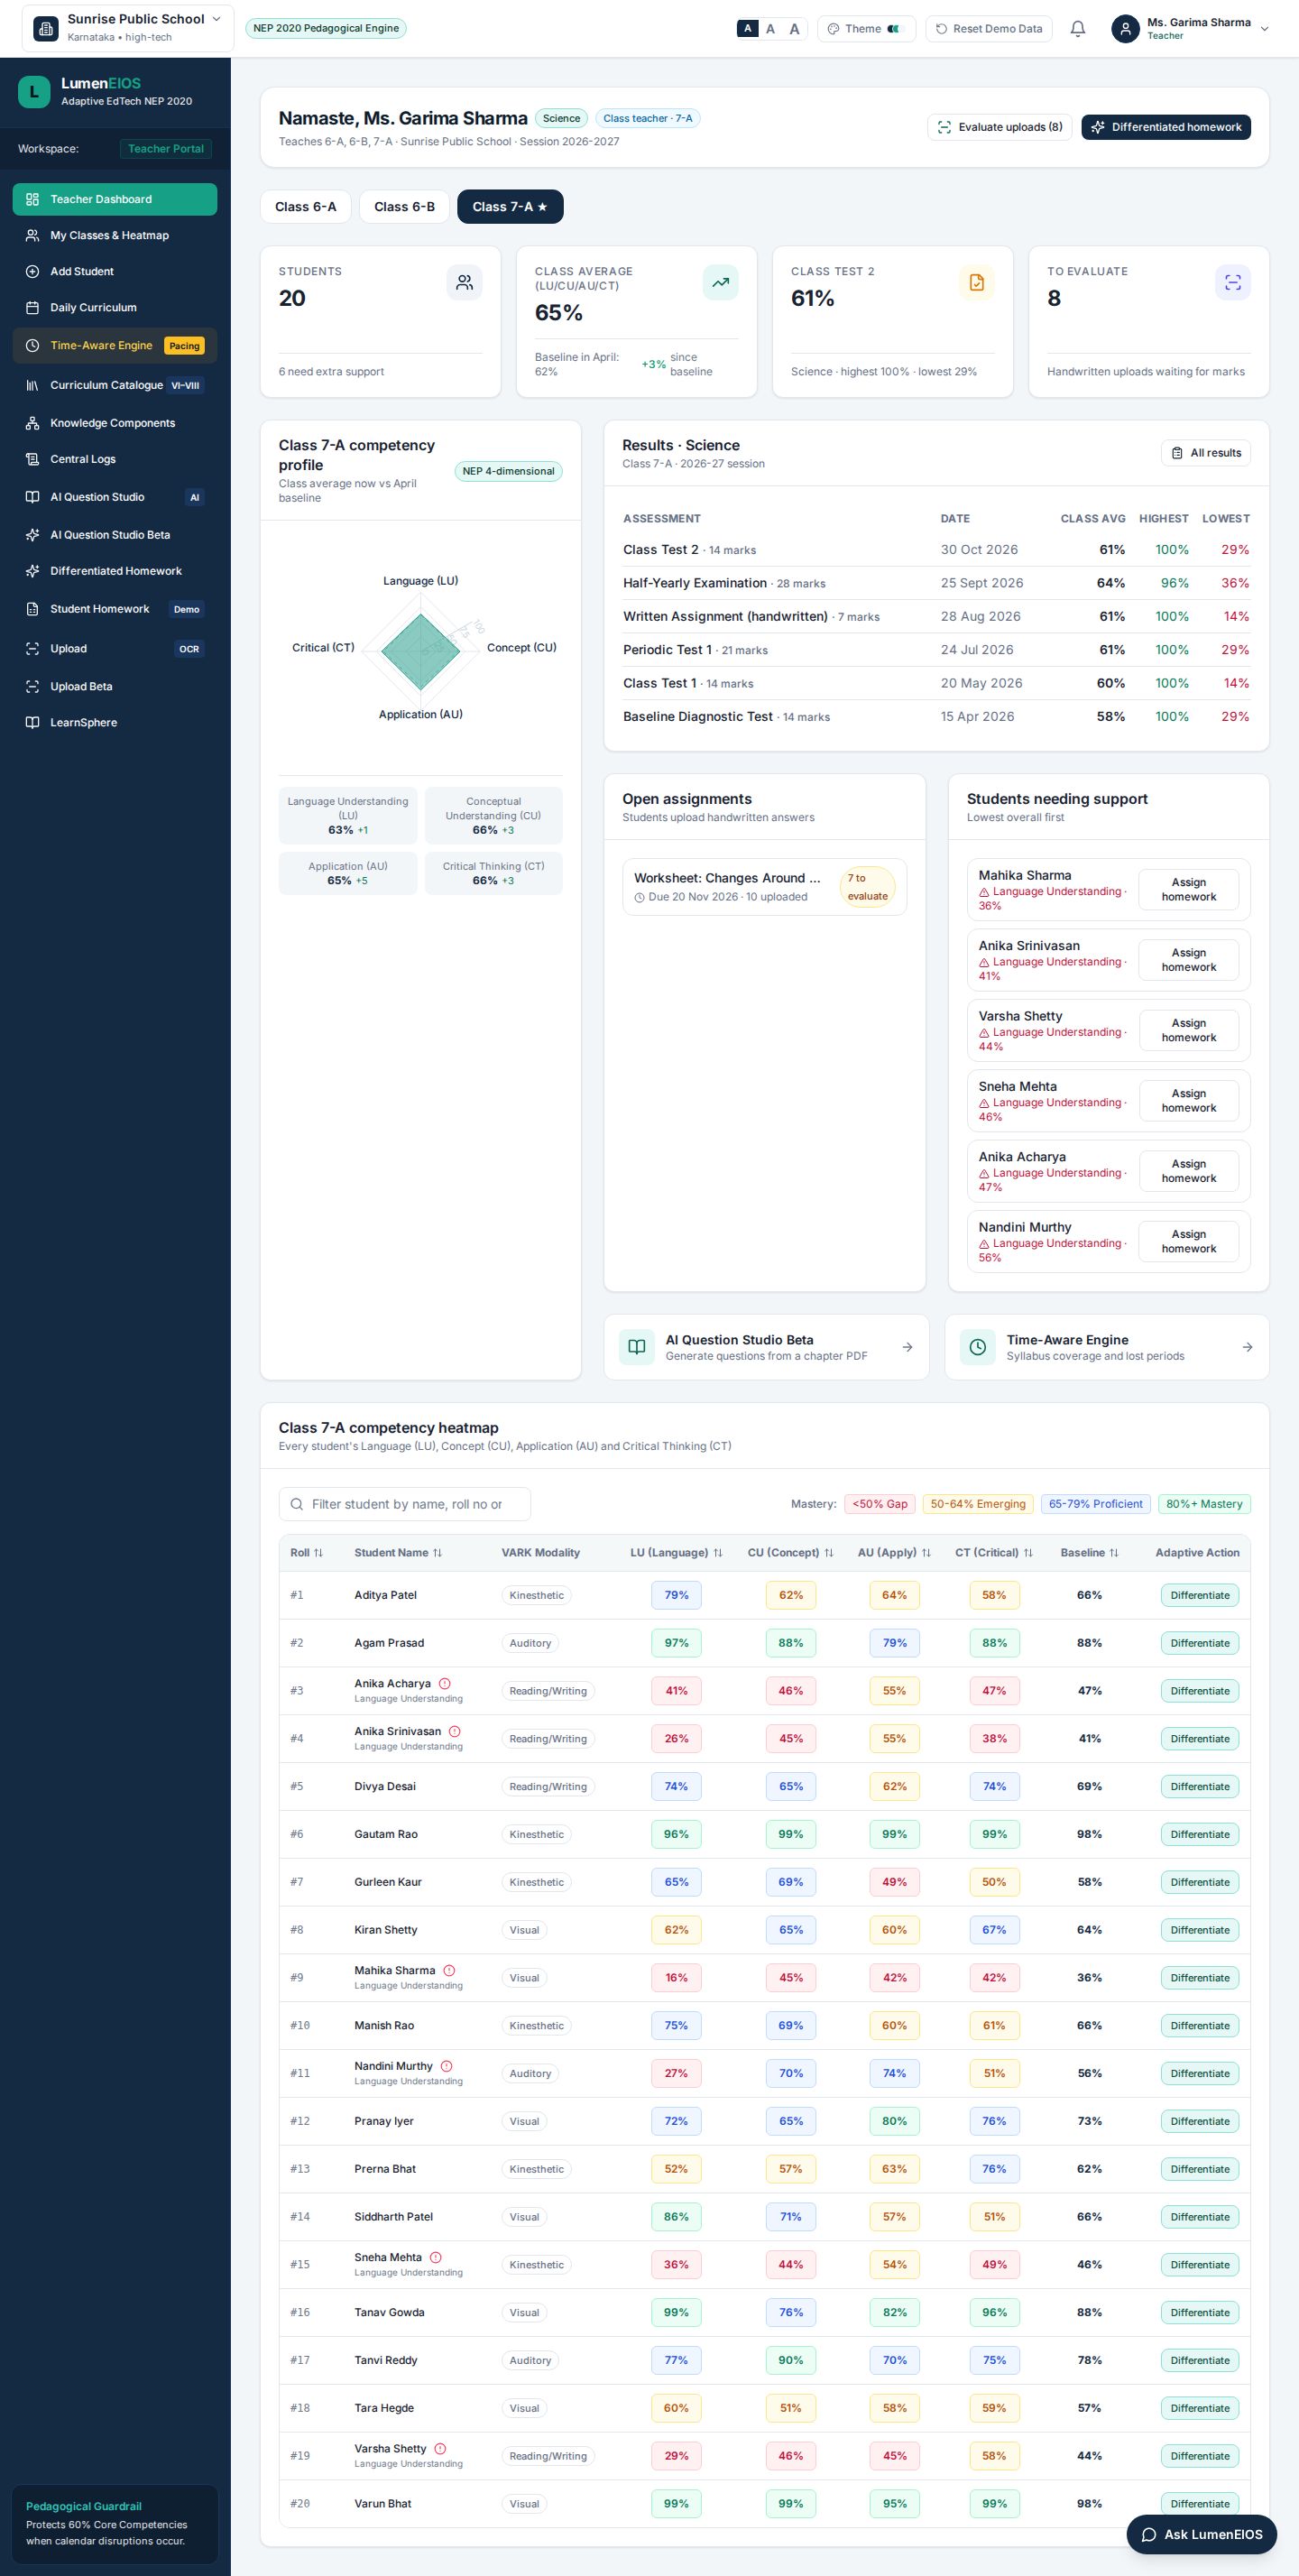 Sunrise Public School
Karnataka • high-tech
NEP 2020 Pedagogical Engine
A A A
Theme
Reset Demo Data
Ms. Garima Sharma
Teacher
L
LumenEIOS
Adaptive EdTech NEP 2020
Workspace:
Teacher Portal
Teacher Dashboard
My Classes & Heatmap
Add Student
Daily Curriculum
Time-Aware Engine Pacing
Curriculum Catalogue VI–VIII
Knowledge Components
Central Logs
AI Question Studio AI
AI Question Studio Beta
Differentiated Homework
Student Homework Demo
Upload OCR
Upload Beta
LearnSphere
Pedagogical Guardrail
Protects 60% Core Competencies
when calendar disruptions occur.
Namaste, Ms. Garima Sharma Science Class teacher · 7-A
Teaches 6-A, 6-B, 7-A · Sunrise Public School · Session 2026-2027
Evaluate uploads (8)
Differentiated homework
Class 6-A Class 6-B Class 7-A ★
STUDENTS
20
6 need extra support
CLASS AVERAGE
(LU/CU/AU/CT)
65%
Baseline in April:
62%
+3%
since
baseline
CLASS TEST 2
61%
Science · highest 100% · lowest 29%
TO EVALUATE
8
Handwritten uploads waiting for marks
Class 7-A competency
profile
Class average now vs April
baseline
NEP 4-dimensional
Language (LU)
Critical (CT)
Concept (CU)
Application (AU)
100
75
Language Understanding
(LU)
63% +1
Conceptual
Understanding (CU)
66% +3
Application (AU)
65% +5
Critical Thinking (CT)
66% +3
Results · Science
Class 7-A · 2026-27 session
All results
ASSESSMENT DATE CLASS AVG HIGHEST LOWEST
Class Test 2 · 14 marks 30 Oct 2026 61% 100% 29%
Half-Yearly Examination · 28 marks 25 Sept 2026 64% 96% 36%
Written Assignment (handwritten) · 7 marks 28 Aug 2026 61% 100% 14%
Periodic Test 1 · 21 marks 24 Jul 2026 61% 100% 29%
Class Test 1 · 14 marks 20 May 2026 60% 100% 14%
Baseline Diagnostic Test · 14 marks 15 Apr 2026 58% 100% 29%
Open assignments
Students upload handwritten answers
Worksheet: Changes Around ...
Due 20 Nov 2026 · 10 uploaded
7 to
evaluate
Students needing support
Lowest overall first
Mahika Sharma
Language Understanding ·
36%
Assign
homework
Anika Srinivasan
Language Understanding ·
41%
Assign
homework
Varsha Shetty
Language Understanding ·
44%
Assign
homework
Sneha Mehta
Language Understanding ·
46%
Assign
homework
Anika Acharya
Language Understanding ·
47%
Assign
homework
Nandini Murthy
Language Understanding ·
56%
Assign
homework
AI Question Studio Beta
Generate questions from a chapter PDF
Time-Aware Engine
Syllabus coverage and lost periods
Class 7-A competency heatmap
Every student's Language (LU), Concept (CU), Application (AU) and Critical Thinking (CT)
Filter student by name, roll no or
Mastery: <50% Gap 50-64% Emerging 65-79% Proficient 80%+ Mastery
Roll Student Name VARK Modality LU (Language) CU (Concept) AU (Apply) CT (Critical) Baseline Adaptive Action
#1 Aditya Patel Kinesthetic 79% 62% 64% 58% 66% Differentiate
#2 Agam Prasad Auditory 97% 88% 79% 88% 88% Differentiate
#3 Anika Acharya Reading/Writing 41% 46% 55% 47% 47% Differentiate
Language Understanding
#4 Anika Srinivasan Reading/Writing 26% 45% 55% 38% 41% Differentiate
Language Understanding
#5 Divya Desai Reading/Writing 74% 65% 62% 74% 69% Differentiate
#6 Gautam Rao Kinesthetic 96% 99% 99% 99% 98% Differentiate
#7 Gurleen Kaur Kinesthetic 65% 69% 49% 50% 58% Differentiate
#8 Kiran Shetty Visual 62% 65% 60% 67% 64% Differentiate
#9 Mahika Sharma Visual 16% 45% 42% 42% 36% Differentiate
Language Understanding
#10 Manish Rao Kinesthetic 75% 69% 60% 61% 66% Differentiate
#11 Nandini Murthy Auditory 27% 70% 74% 51% 56% Differentiate
Language Understanding
#12 Pranay Iyer Visual 72% 65% 80% 76% 73% Differentiate
#13 Prerna Bhat Kinesthetic 52% 57% 63% 76% 62% Differentiate
#14 Siddharth Patel Visual 86% 71% 57% 51% 66% Differentiate
#15 Sneha Mehta Kinesthetic 36% 44% 54% 49% 46% Differentiate
Language Understanding
#16 Tanav Gowda Visual 99% 76% 82% 96% 88% Differentiate
#17 Tanvi Reddy Auditory 77% 90% 70% 75% 78% Differentiate
#18 Tara Hegde Visual 60% 51% 58% 59% 57% Differentiate
#19 Varsha Shetty Reading/Writing 29% 46% 45% 58% 44% Differentiate
Language Understanding
#20 Varun Bhat Visual 99% 99% 95% 99% 98% Differentiate
Ask LumenEIOS